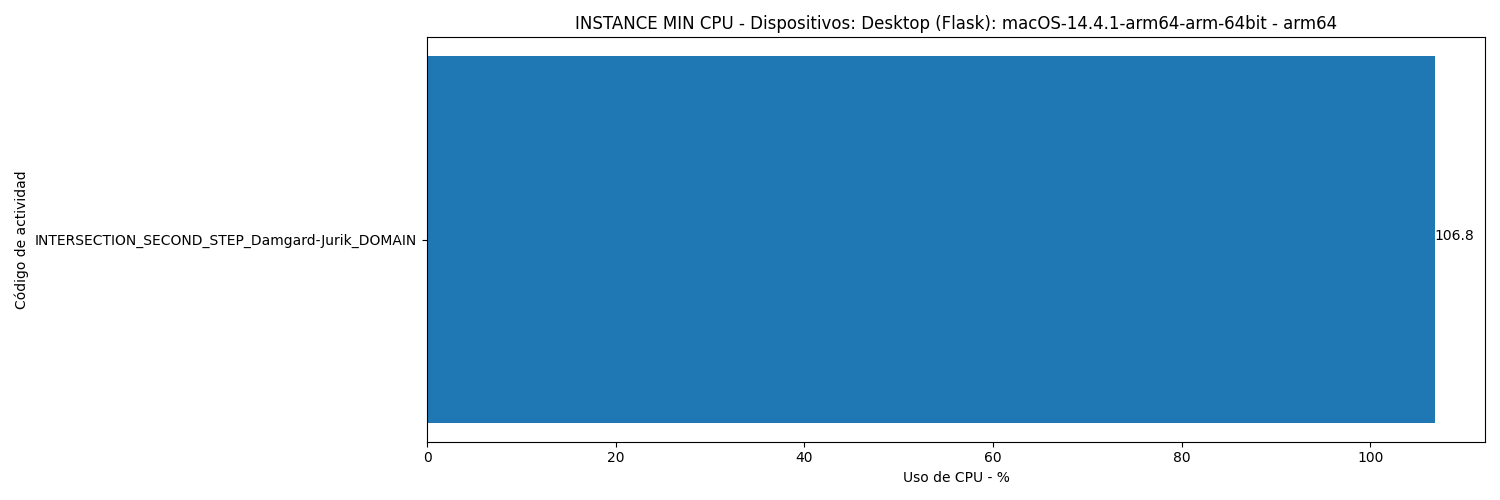 INSTANCE MIN CPU - Dispositivos: Desktop (Flask): macOS-14.4.1-arm64-arm-64bit - arm64
Código de actividad
INTERSECTION_SECOND_STEP_Damgard-Jurik_DOMAIN
106.8
0 20 40 60 80 100
Uso de CPU - %